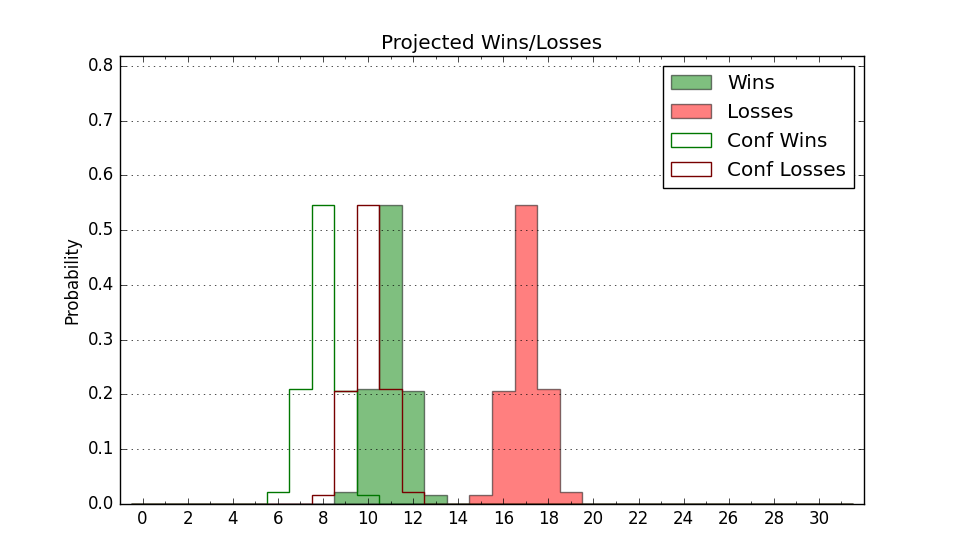 Projected Wins/Losses
0.8
0.7
0.6
0.5
0.4
0.3
0.2
0.1
0.0
Probability
Wins
Losses
Conf Wins
Conf Losses
0 2 4 6 8 10 12 14 16 18 20 22 24 26 28 30